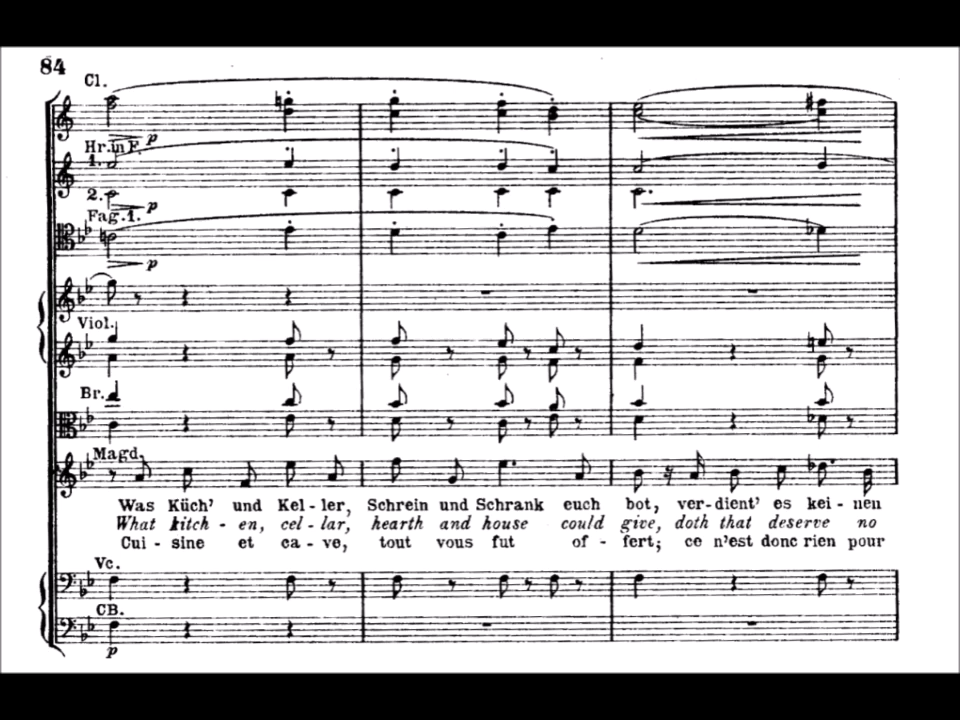 84
Cl.
p
Hr. in F.
1.
2.
p
Fag. 1.
p
Viol.
Br.
Magd.
Was Küch' und Kel - ler, Schrein und Schrank euch bot, ver - dient' es kei - nen
What kitch - en, cel - lar, hearth and house could give, doth that deserve no
Cui - sine et ca - ve, tout vous fut of - fert; ce n'est donc rien pour
Vc.
CB.
p